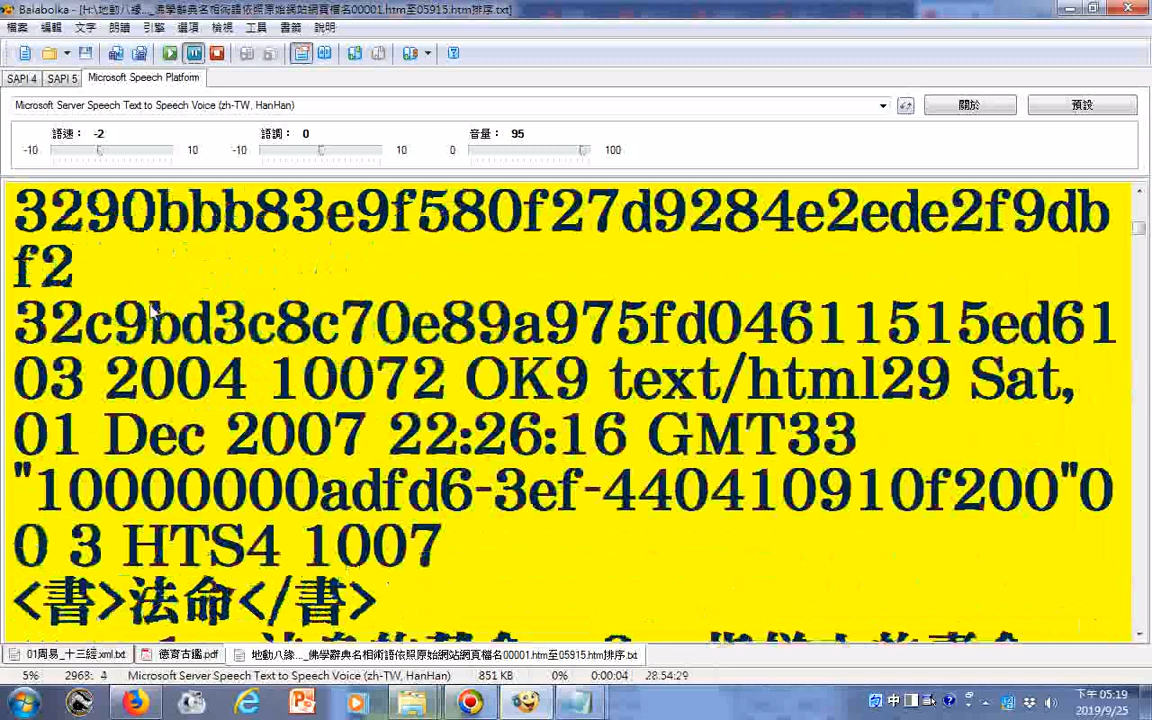 Balabolka - [H:\地動八緣..._佛學辭典名相術語依照原始網站網頁檔名00001.htm至05915.htm排序.txt]
檔案 編輯 文字 朗讀 引擎 選項 檢視 工具 書籤 說明
SAPI 4 SAPI 5 Microsoft Speech Platform
Microsoft Server Speech Text to Speech Voice (zh-TW, HanHan) 關於 預設
語速： -2 語調： 0 音量： 95
-10 10 -10 10 0 100
3290bbb83e9f580f27d9284e2ede2f9db
f2
32c9bd3c8c70e89a975fd04611515ed61
03 2004 10072 OK9 text/html29 Sat,
01 Dec 2007 22:26:16 GMT33
"10000000adfd6-3ef-440410910f200"0
0 3 HTS4 1007
<書>法命</書>
01周易_十三經.xml.txt 德育古鑑.pdf 地動八緣..._佛學辭典名相術語依照原始網站網頁檔名00001.htm至05915.htm排序.txt
5% 2968: 4 Microsoft Server Speech Text to Speech Voice (zh-TW, HanHan) 851 KB 0% 0:00:04 28:54:29
中 下午 05:19
2019/9/25